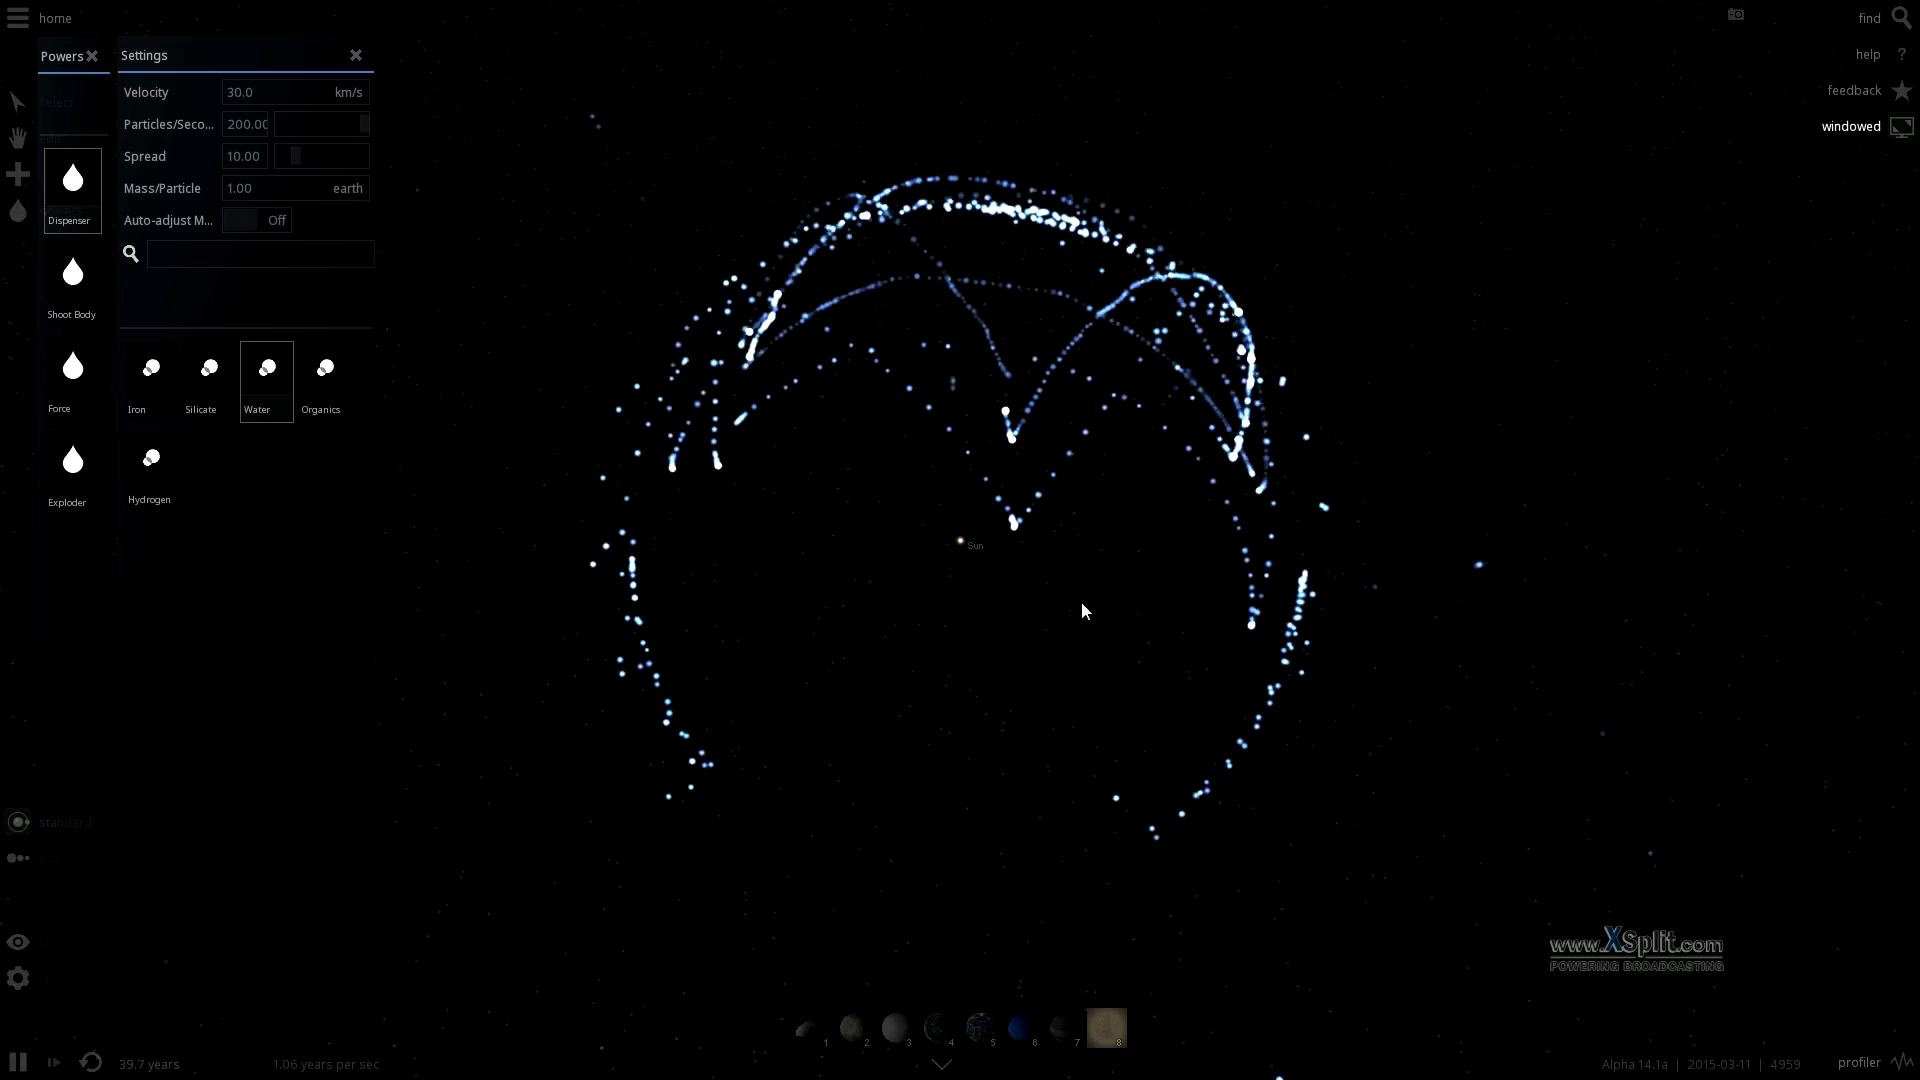 home
find
Powers
Settings
help
Velocity 30.0 km/s
feedback
select
Particles/Seco... 200.00
windowed
Spread 10.00
Mass/Particle 1.00 earth
Dispenser
Auto-adjust M... Off
Shoot Body
Force
Iron Silicate Water Organics
Exploder
Hydrogen
Sun
standard
www.XSplit.com
POWERING BROADCASTING
1 2 3 4 5 6 7 8
39.7 years 1.06 years per sec
Alpha 14.1a | 2015-03-11 | 4959
profiler